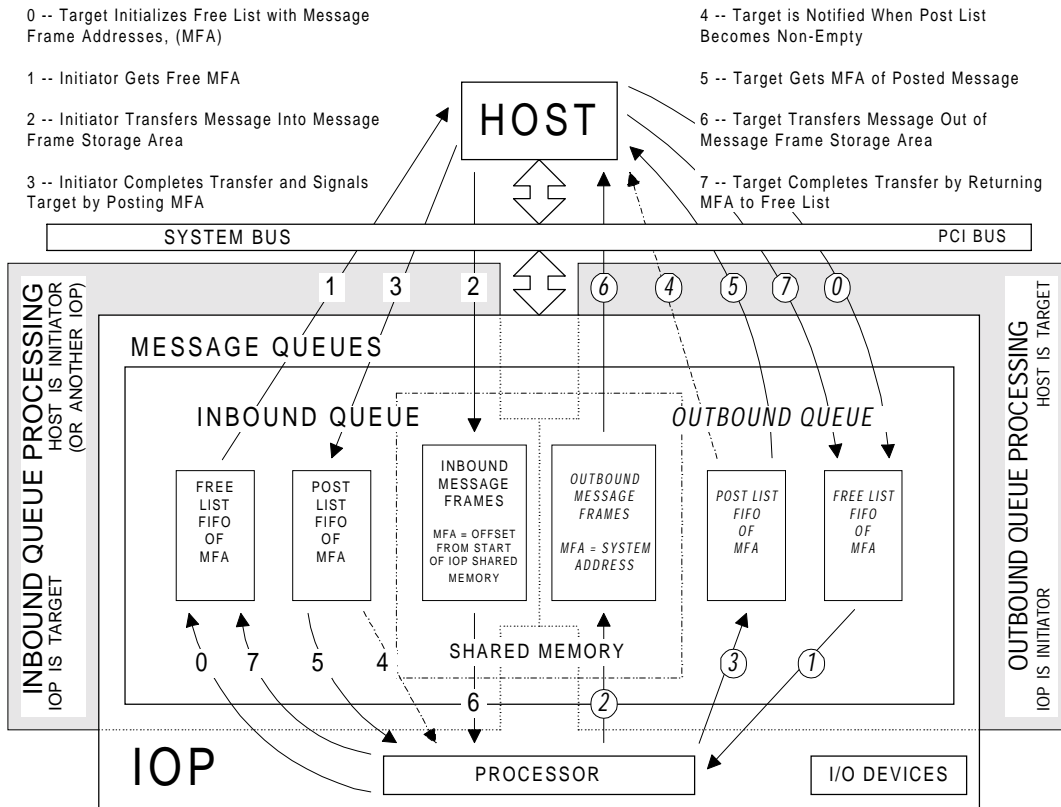 0 -- Target Initializes Free List with Message
Frame Addresses, (MFA)
1 -- Initiator Gets Free MFA
2 -- Initiator Transfers Message Into Message
Frame Storage Area
3 -- Initiator Completes Transfer and Signals
Target by Posting MFA
4 -- Target is Notified When Post List
Becomes Non-Empty
5 -- Target Gets MFA of Posted Message
6 -- Target Transfers Message Out of
Message Frame Storage Area
7 -- Target Completes Transfer by Returning
MFA to Free List
HOST
SYSTEM BUS
PCI BUS
1
3
2
6
4
5
7
0
INBOUND QUEUE PROCESSING
HOST IS INITIATOR
(OR ANOTHER IOP)
IOP IS TARGET
OUTBOUND QUEUE PROCESSING
HOST IS TARGET
IOP IS INITIATOR
MESSAGE QUEUES
INBOUND QUEUE
OUTBOUND QUEUE
FREE
LIST
FIFO
OF
MFA
POST
LIST
FIFO
OF
MFA
INBOUND
MESSAGE
FRAMES
MFA = OFFSET
FROM START
OF IOP SHARED
MEMORY
OUTBOUND
MESSAGE
FRAMES
MFA = SYSTEM
ADDRESS
POST LIST
FIFO
OF
MFA
FREE LIST
FIFO
OF
MFA
SHARED MEMORY
0
7
5
4
6
2
3
1
IOP
PROCESSOR
I/O DEVICES